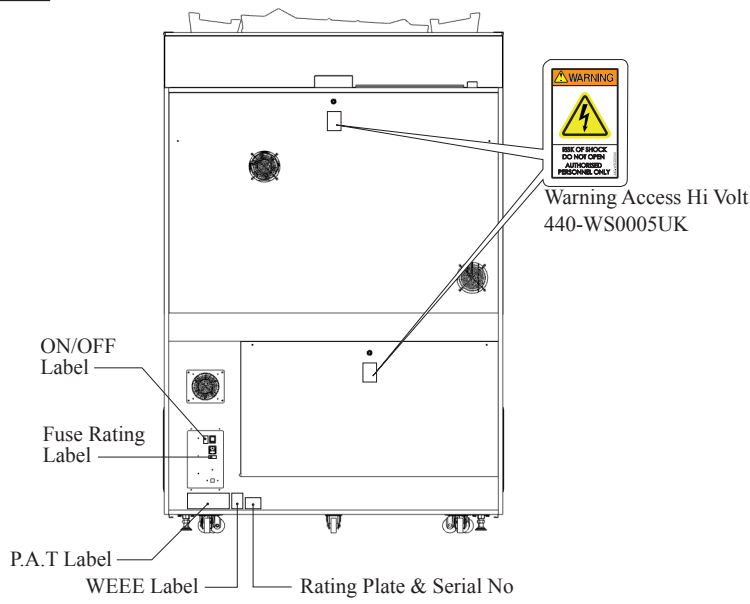 WARNING
RISK OF SHOCK
DO NOT OPEN
AUTHORISED
PERSONNEL ONLY
Warning Access Hi Volt
440-WS0005UK
ON/OFF
Label
Fuse Rating
Label
P.A.T Label
WEEE Label
Rating Plate & Serial No